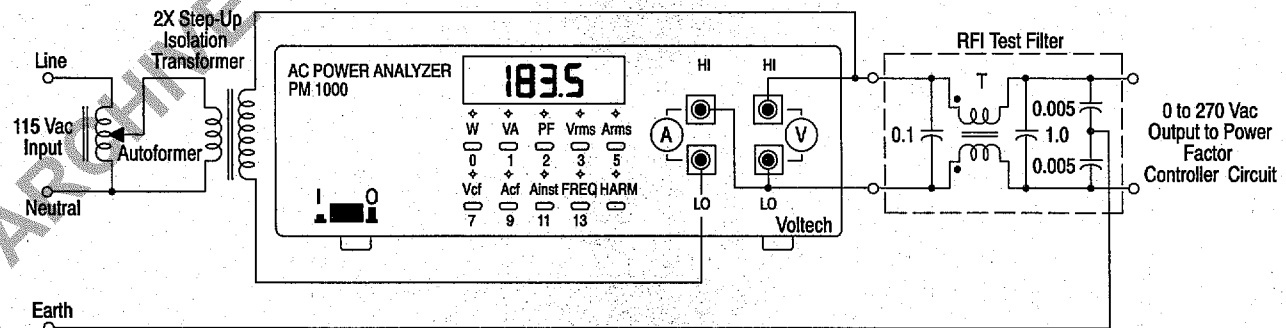 ARCHIVE
2X Step-Up
Isolation
Transformer
Line
115 Vac
Input
Autoformer
Neutral
Earth
AC POWER ANALYZER
PM 1000
183.5
W VA PF Vrms Arms
0 1 2 3 5
Vcf Acf Ainst FREQ HARM
7 9 11 13
I O
HI HI
A V
LO LO
Voltech
RFI Test Filter
T
0.1
0.005
1.0
0.005
0 to 270 Vac
Output to Power
Factor
Controller Circuit